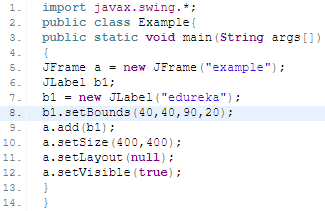 1. import javax.swing.*;
2. public class Example{
3. public static void main(String args[])
4. {
5. JFrame a = new JFrame("example");
6. JLabel b1;
7. b1 = new JLabel("edureka");
8. b1.setBounds(40,40,90,20);
9. a.add(b1);
10. a.setSize(400,400);
11. a.setLayout(null);
12. a.setVisible(true);
13. }
14. }